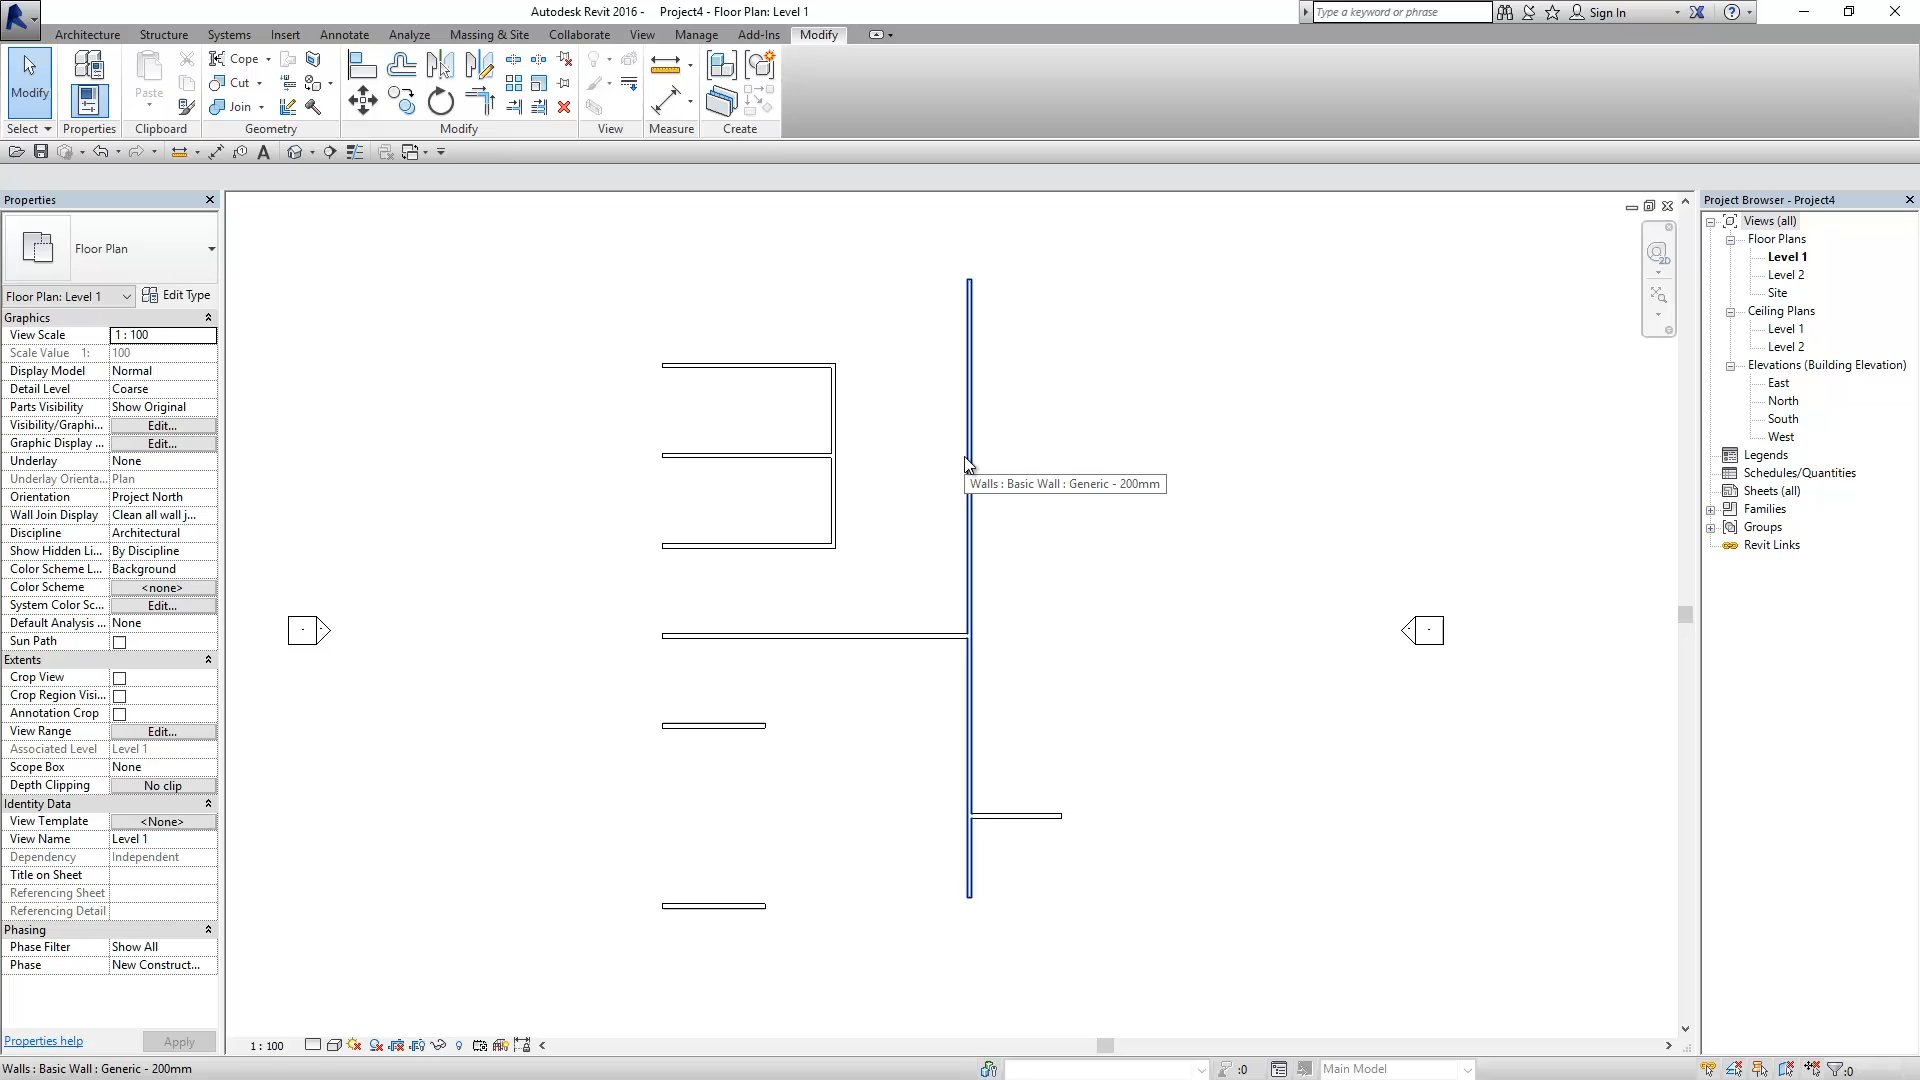 Autodesk Revit 2016 - Project4 - Floor Plan: Level 1
Type a keyword or phrase
Sign In
Architecture Structure Systems Insert Annotate Analyze Massing & Site Collaborate View Manage Add-Ins Modify
Modify
Paste
Cope
Cut
Join
Select Properties Clipboard Geometry Modify View Measure Create
A
Properties
Floor Plan
Floor Plan: Level 1 Edit Type
Graphics
View Scale 1 : 100
Scale Value 1: 100
Display Model Normal
Detail Level Coarse
Parts Visibility Show Original
Visibility/Graphi... Edit...
Graphic Display ... Edit...
Underlay None
Underlay Orienta... Plan
Orientation Project North
Wall Join Display Clean all wall j...
Discipline Architectural
Show Hidden Li... By Discipline
Color Scheme L... Background
Color Scheme <none>
System Color Sc... Edit...
Default Analysis ... None
Sun Path
Extents
Crop View
Crop Region Visi...
Annotation Crop
View Range Edit...
Associated Level Level 1
Scope Box None
Depth Clipping No clip
Identity Data
View Template <None>
View Name Level 1
Dependency Independent
Title on Sheet
Referencing Sheet
Referencing Detail
Phasing
Phase Filter Show All
Phase New Construct...
Properties help Apply
Walls : Basic Wall : Generic - 200mm
2D
Project Browser - Project4
Views (all)
Floor Plans
Level 1
Level 2
Site
Ceiling Plans
Level 1
Level 2
Elevations (Building Elevation)
East
North
South
West
Legends
Schedules/Quantities
Sheets (all)
Families
Groups
Revit Links
1 : 100
Walls : Basic Wall : Generic - 200mm
:0
Main Model
:0